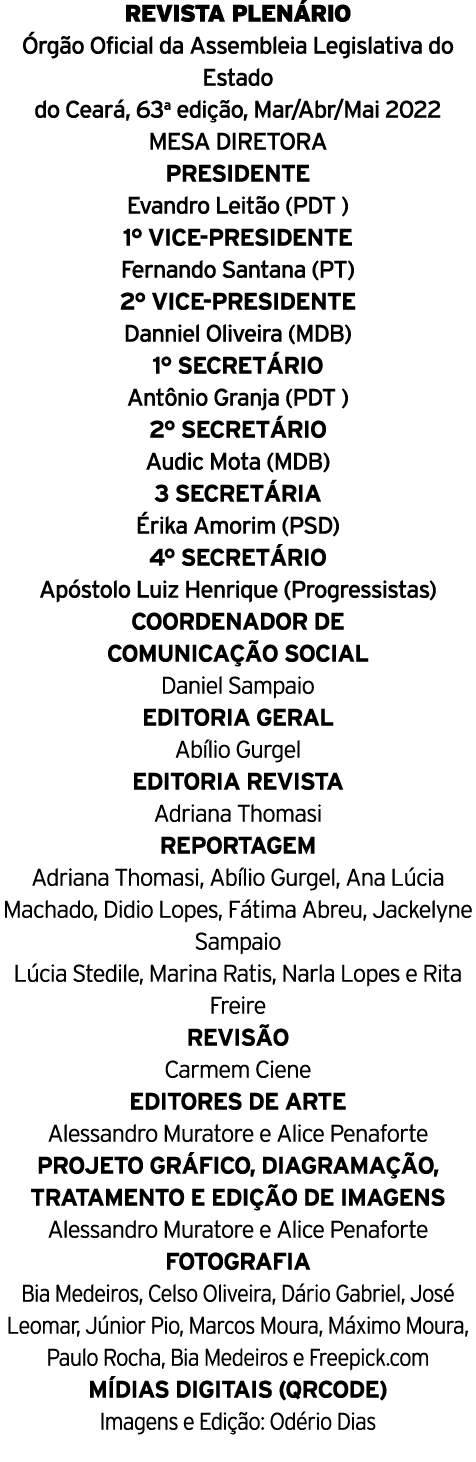 REVISTA PLENÁRIO
Órgão Oficial da Assembleia Legislativa do
Estado
do Ceará, 63ª edição, Mar/Abr/Mai 2022
MESA DIRETORA
PRESIDENTE
Evandro Leitão (PDT )
1º VICE-PRESIDENTE
Fernando Santana (PT)
2º VICE-PRESIDENTE
Danniel Oliveira (MDB)
1º SECRETÁRIO
Antônio Granja (PDT )
2º SECRETÁRIO
Audic Mota (MDB)
3 SECRETÁRIA
Érika Amorim (PSD)
4º SECRETÁRIO
Apóstolo Luiz Henrique (Progressistas)
COORDENADOR DE
COMUNICAÇÃO SOCIAL
Daniel Sampaio
EDITORIA GERAL
Abílio Gurgel
EDITORIA REVISTA
Adriana Thomasi
REPORTAGEM
Adriana Thomasi, Abílio Gurgel, Ana Lúcia
Machado, Didio Lopes, Fátima Abreu, Jackelyne
Sampaio
Lúcia Stedile, Marina Ratis, Narla Lopes e Rita
Freire
REVISÃO
Carmem Ciene
EDITORES DE ARTE
Alessandro Muratore e Alice Penaforte
PROJETO GRÁFICO, DIAGRAMAÇÃO,
TRATAMENTO E EDIÇÃO DE IMAGENS
Alessandro Muratore e Alice Penaforte
FOTOGRAFIA
Bia Medeiros, Celso Oliveira, Dário Gabriel, José
Leomar, Júnior Pio, Marcos Moura, Máximo Moura,
Paulo Rocha, Bia Medeiros e Freepick.com
MÍDIAS DIGITAIS (QRCODE)
Imagens e Edição: Odério Dias